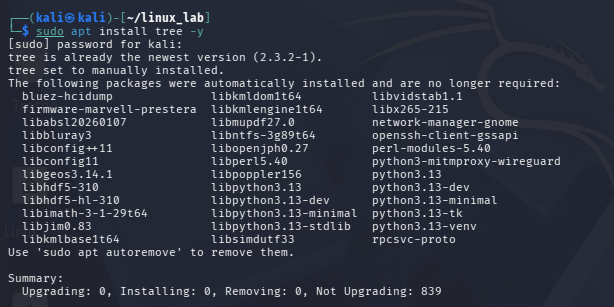 ┌──(kali㉿kali)-[~/linux_lab]
└─$ sudo apt install tree -y
[sudo] password for kali:
tree is already the newest version (2.3.2-1).
tree set to manually installed.
The following packages were automatically installed and are no longer required:
  bluez-hcidump             libkmldom1t64         libvidstab1.1
  firmware-marvell-prestera  libkmlengine1t64      libx265-215
  libabsl20260107           libmupdf27.0          network-manager-gnome
  libbluray3                libntfs-3g89t64       openssh-client-gssapi
  libconfig++11             libopenjph0.27        perl-modules-5.40
  libconfig11               libperl5.40           python3-mitmproxy-wireguard
  libgeos3.14.1             libpoppler156         python3.13
  libhdf5-310               libpython3.13         python3.13-dev
  libhdf5-hl-310            libpython3.13-dev     python3.13-minimal
  libimath-3-1-29t64        libpython3.13-minimal  python3.13-tk
  libjim0.83                libpython3.13-stdlib  python3.13-venv
  libkmlbase1t64            libsimdutf33          rpcsvc-proto
Use 'sudo apt autoremove' to remove them.

Summary:
  Upgrading: 0, Installing: 0, Removing: 0, Not Upgrading: 839